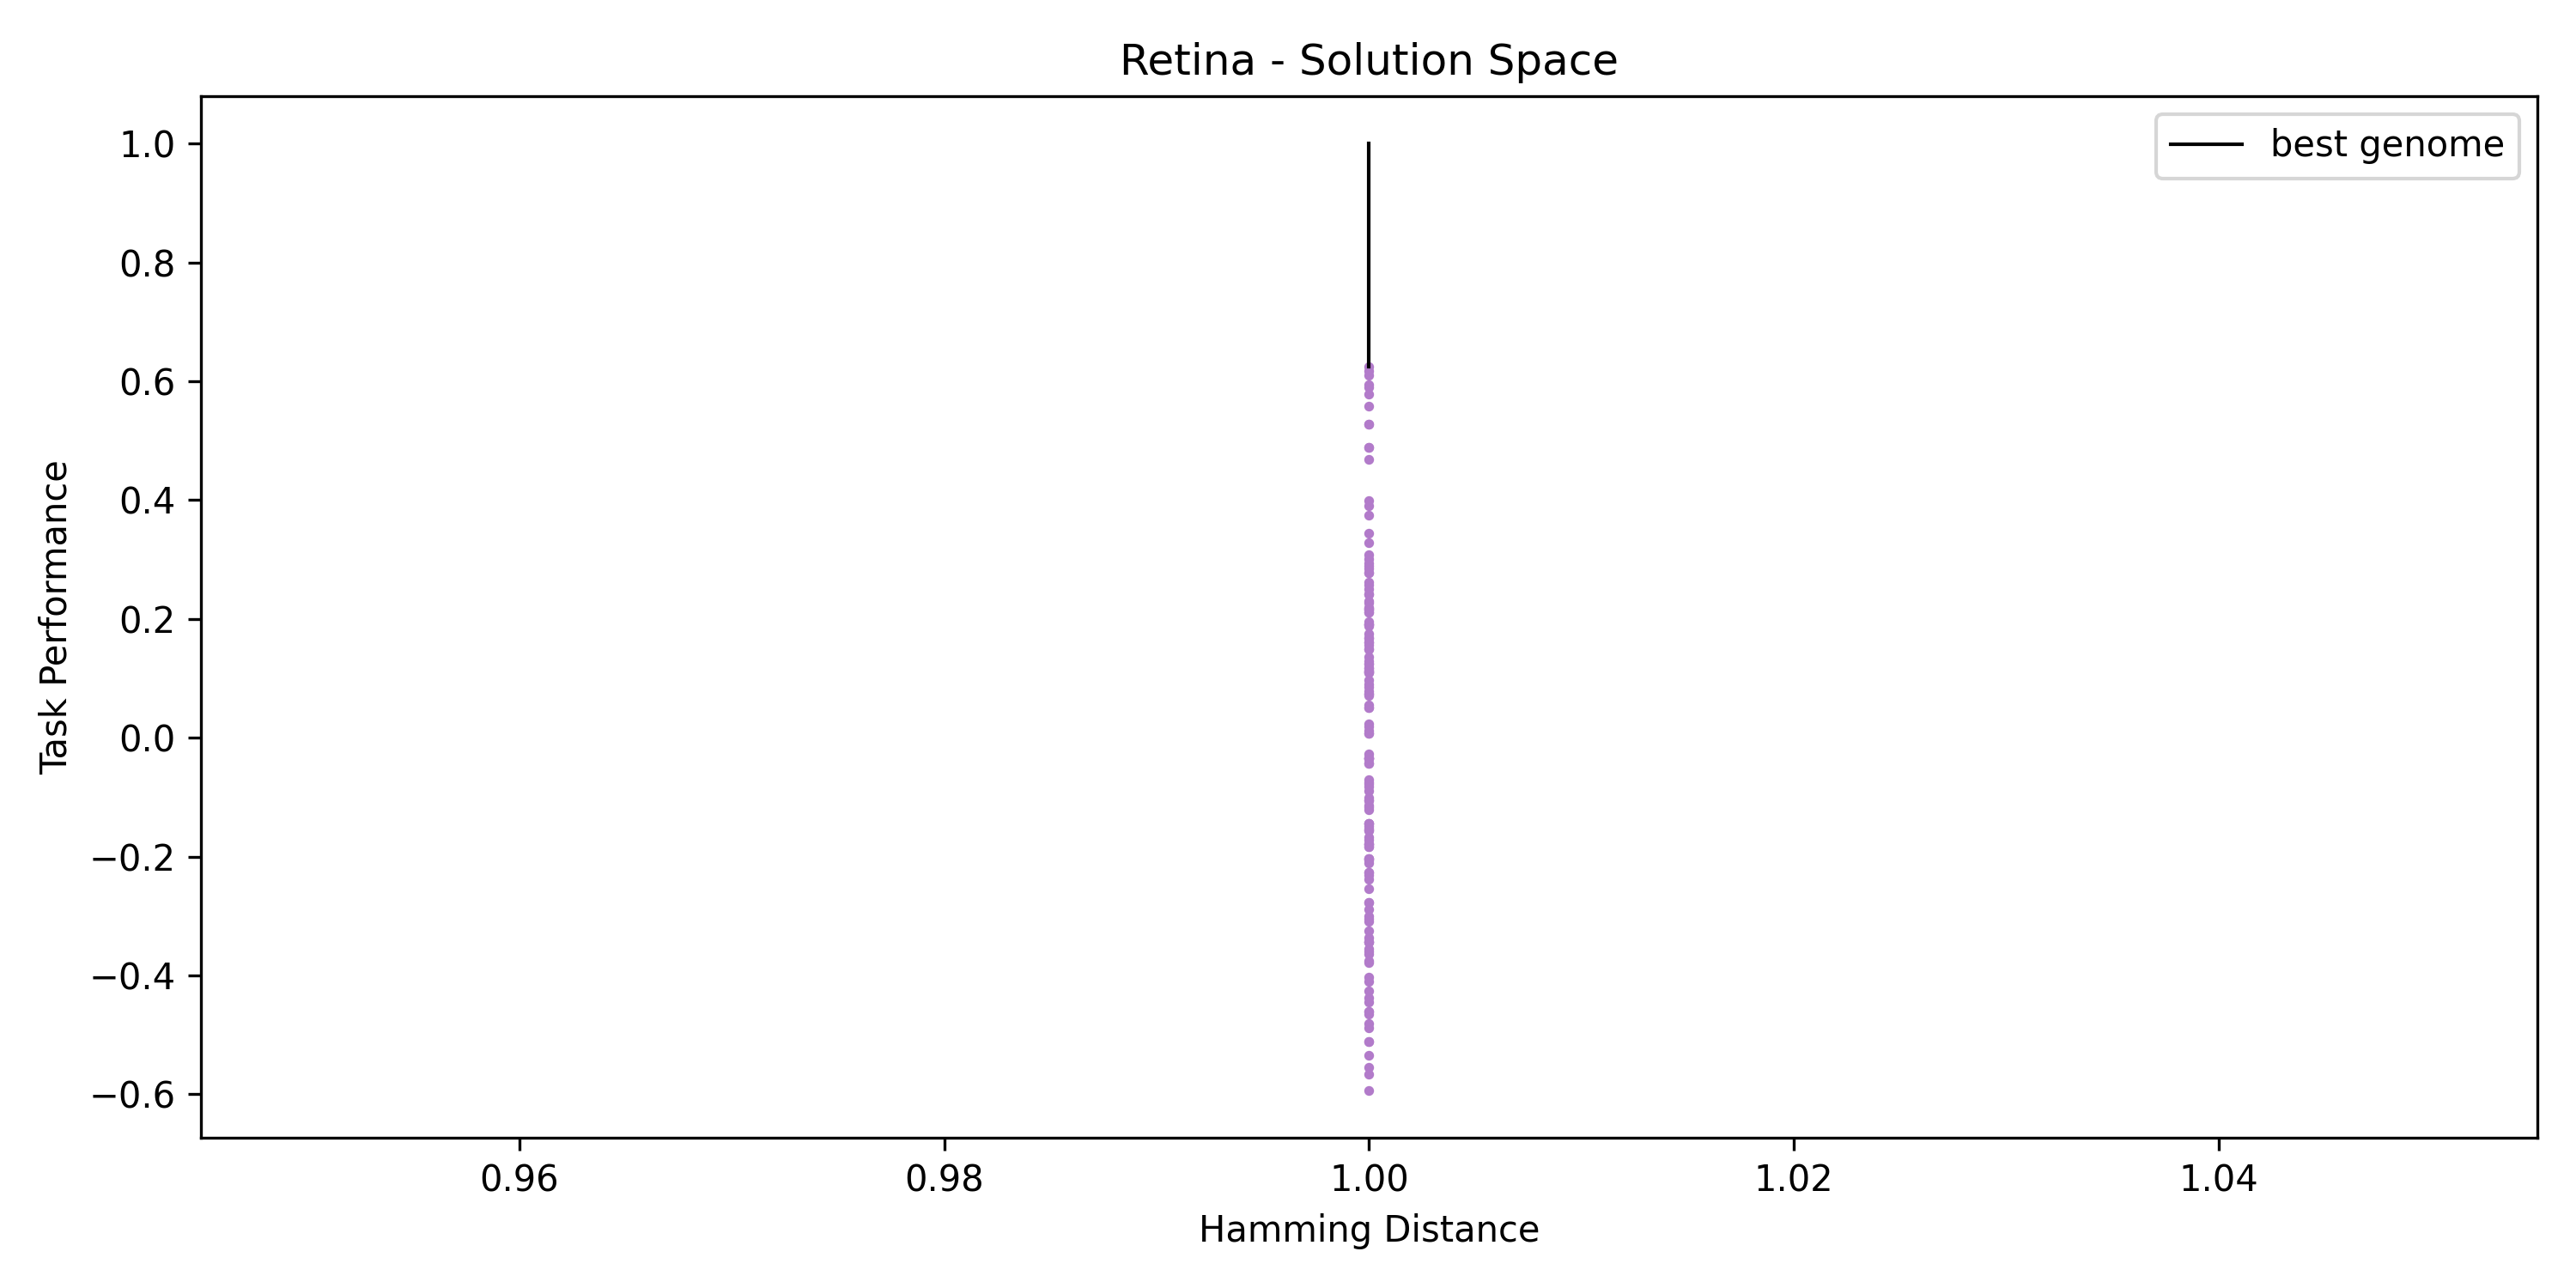 Retina - Solution Space
best genome
Task Performance
1.0
0.8
0.6
0.4
0.2
0.0
−0.2
−0.4
−0.6
0.96 0.98 1.00 1.02 1.04
Hamming Distance